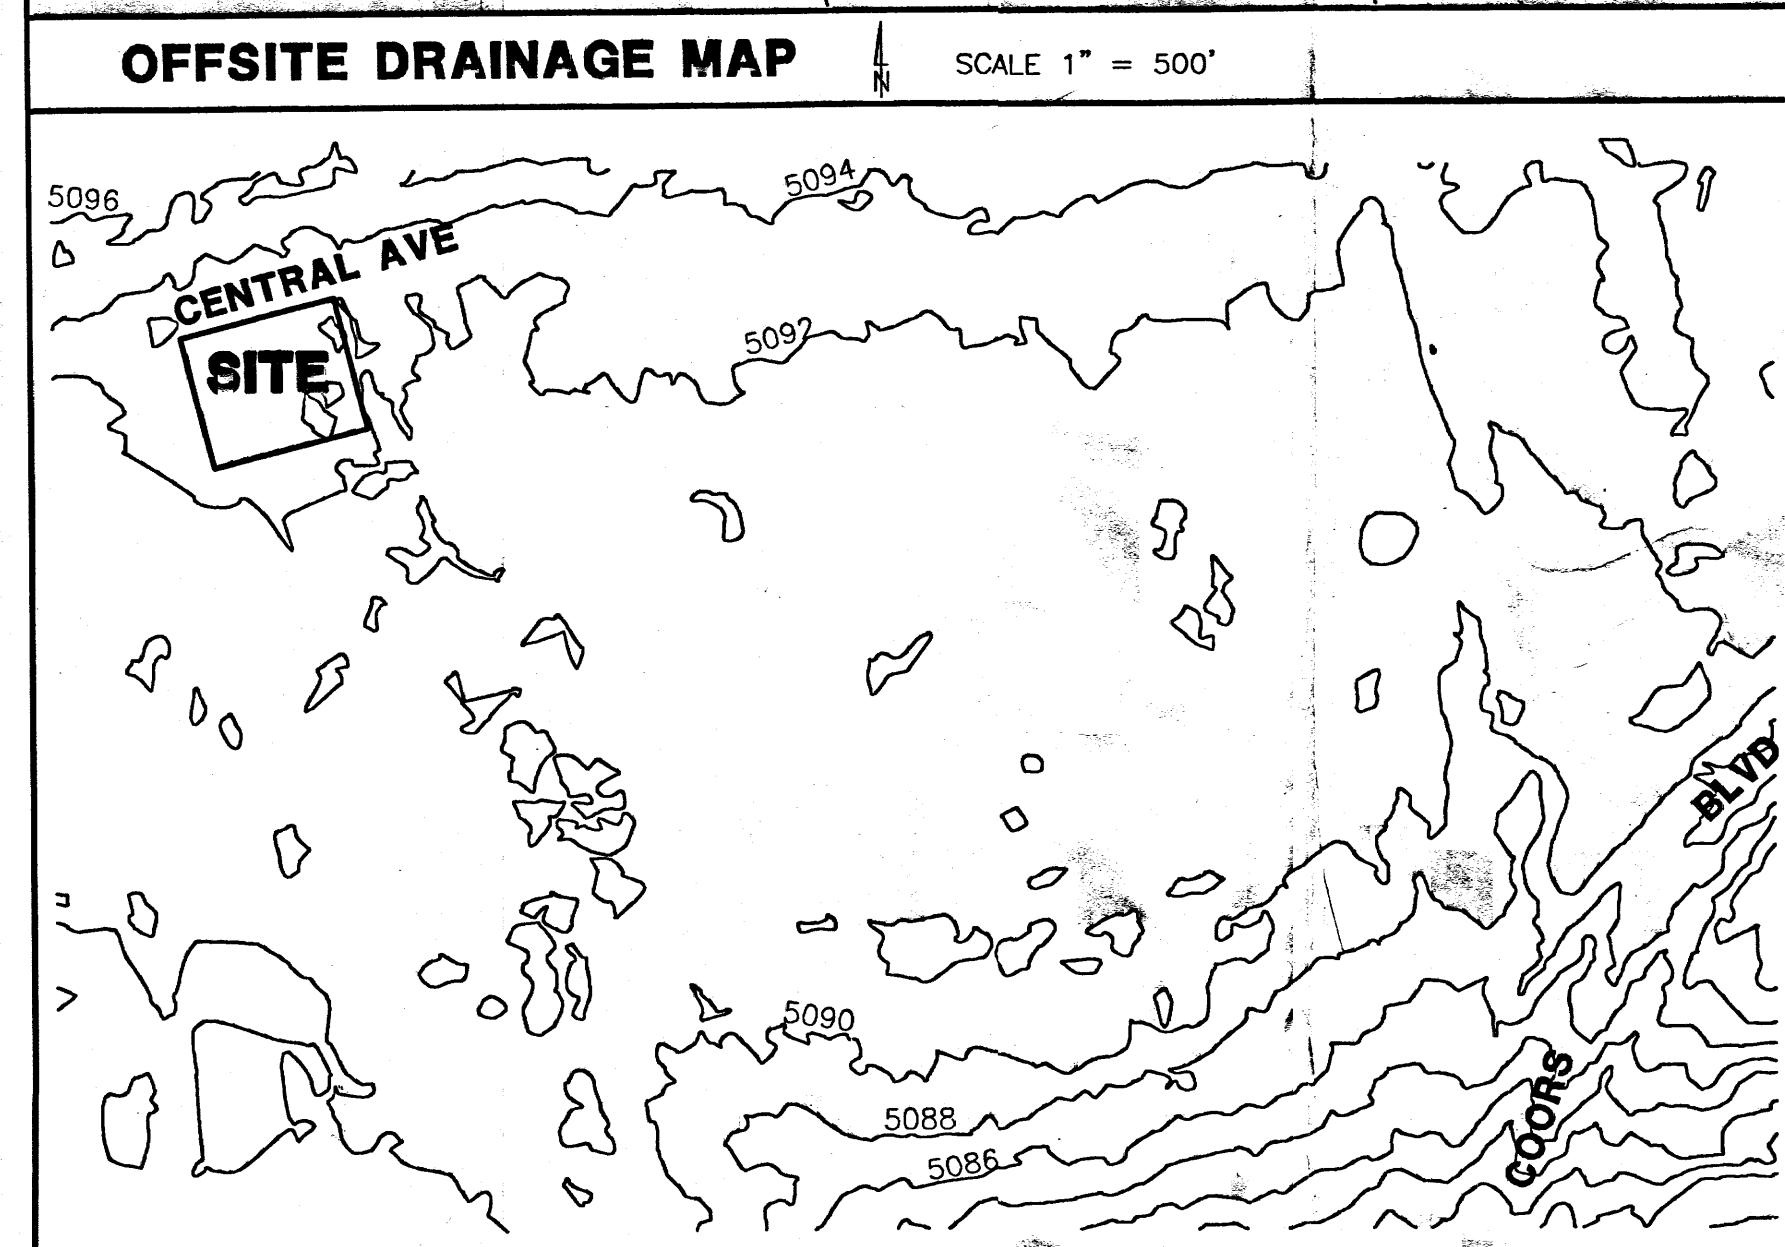 OFFSITE DRAINAGE MAP
N
SCALE 1" = 500'
5096
5094
CENTRAL AVE
5092
SITE
BLVD
5090
COORS
5088
5086